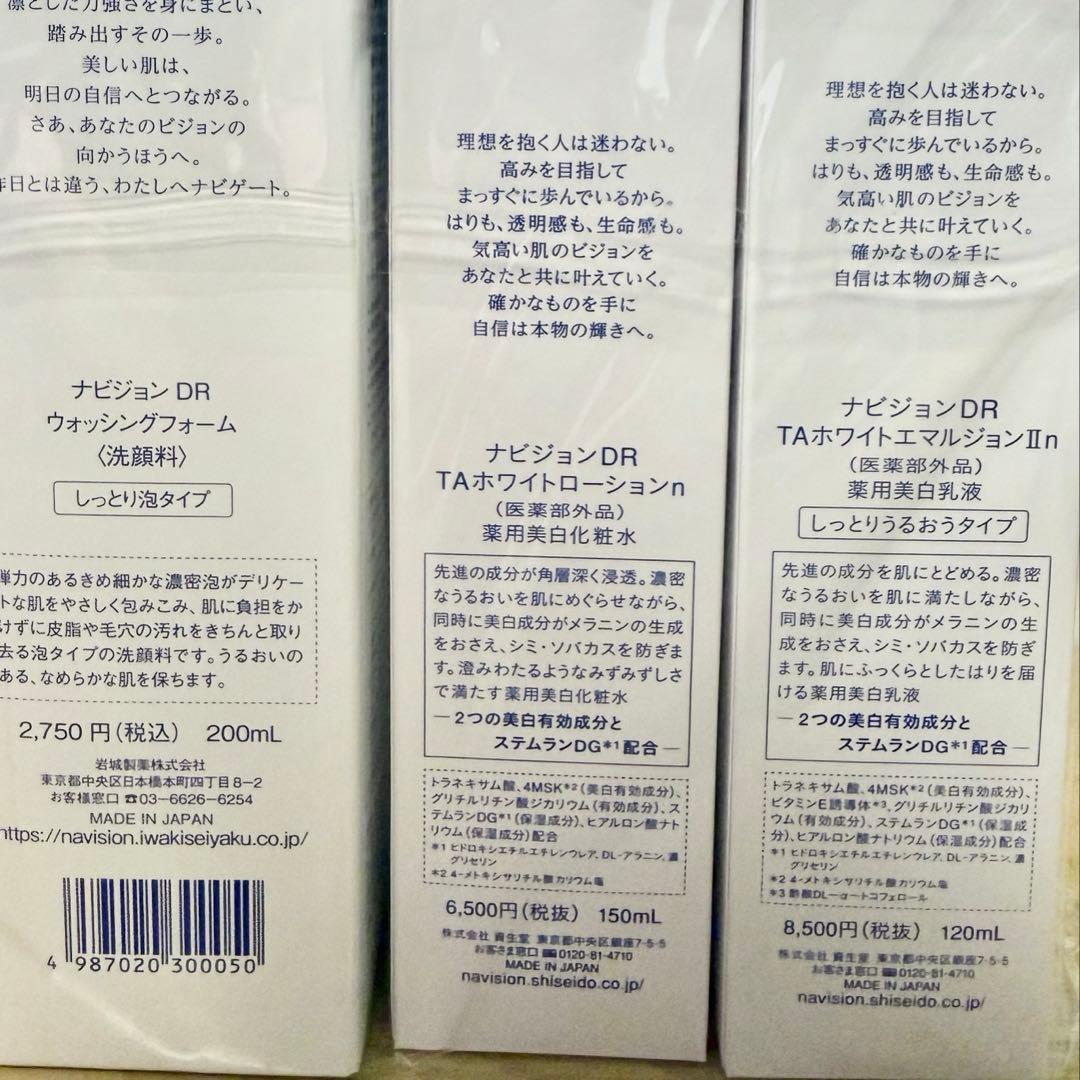 凛とした力強さを身にまとい、
踏み出すその一歩。
美しい肌は、
明日の自信へとつながる。
さあ、あなたのビジョンの
向かうほうへ。
昨日とは違う、わたしへナビゲート。
ナビジョン DR
ウォッシングフォーム
〈洗顔料〉
しっとり泡タイプ
弾力のあるきめ細かな濃密泡がデリケー
トな肌をやさしく包みこみ、肌に負担をか
けずに皮脂や毛穴の汚れをきちんと取り
去る泡タイプの洗顔料です。うるおいの
ある、なめらかな肌を保ちます。
2,750 円(税込) 200mL
岩城製薬株式会社
東京都中央区日本橋本町四丁目8−2
お客様窓口 ☎03−6626−6254
MADE IN JAPAN
https://navision.iwakiseiyaku.co.jp/
4 987020 300050
理想を抱く人は迷わない。
高みを目指して
まっすぐに歩んでいるから。
はりも、透明感も、生命感も。
気高い肌のビジョンを
あなたと共に叶えていく。
確かなものを手に
自信は本物の輝きへ。
ナビジョンDR
TAホワイトローションn
(医薬部外品)
薬用美白化粧水
先進の成分が角層深く浸透。濃密
なうるおいを肌にめぐらせながら、
同時に美白成分がメラニンの生成
をおさえ、シミ・ソバカスを防ぎま
す。澄みわたるようなみずみずしさ
で満たす薬用美白化粧水
― 2つの美白有効成分と
ステムランDG*1配合 ―
トラネキサム酸、4MSK*2(美白有効成分)、
グリチルリチン酸ジカリウム(有効成分)、ス
テムランDG*1(保湿成分)、ヒアルロン酸ナト
リウム(保湿成分)配合
*1 ヒドロキシエチルエチレンウレア、DL−アラニン、濃
グリセリン
*2 4−メトキシサリチル酸カリウム塩
6,500円(税抜) 150mL
株式会社 資生堂 東京都中央区銀座7-5-5
お客さま窓口 0120-81-4710
MADE IN JAPAN
navision.shiseido.co.jp/
理想を抱く人は迷わない。
高みを目指して
まっすぐに歩んでいるから。
はりも、透明感も、生命感も。
気高い肌のビジョンを
あなたと共に叶えていく。
確かなものを手に
自信は本物の輝きへ。
ナビジョンDR
TAホワイトエマルジョンⅡn
(医薬部外品)
薬用美白乳液
しっとりうるおうタイプ
先進の成分を肌にとどめる。濃密
なうるおいを肌に満たしながら、
同時に美白成分がメラニンの生
成をおさえ、シミ・ソバカスを防ぎ
ます。肌にふっくらとしたはりを届
ける薬用美白乳液
― 2つの美白有効成分と
ステムランDG*1配合 ―
トラネキサム酸、4MSK*2(美白有効成分)、
ビタミンE誘導体*3、グリチルリチン酸ジカリ
ウム(有効成分)、ステムランDG*1(保湿成
分)、ヒアルロン酸ナトリウム(保湿成分)配合
*1 ヒドロキシエチルエチレンウレア、DL−アラニン、濃
グリセリン
*2 4−メトキシサリチル酸カリウム塩
*3 酢酸DL−α−トコフェロール
8,500円(税抜) 120mL
株式会社 資生堂 東京都中央区銀座7-5-5
お客さま窓口 0120-81-4710
MADE IN JAPAN
navision.shiseido.co.jp/